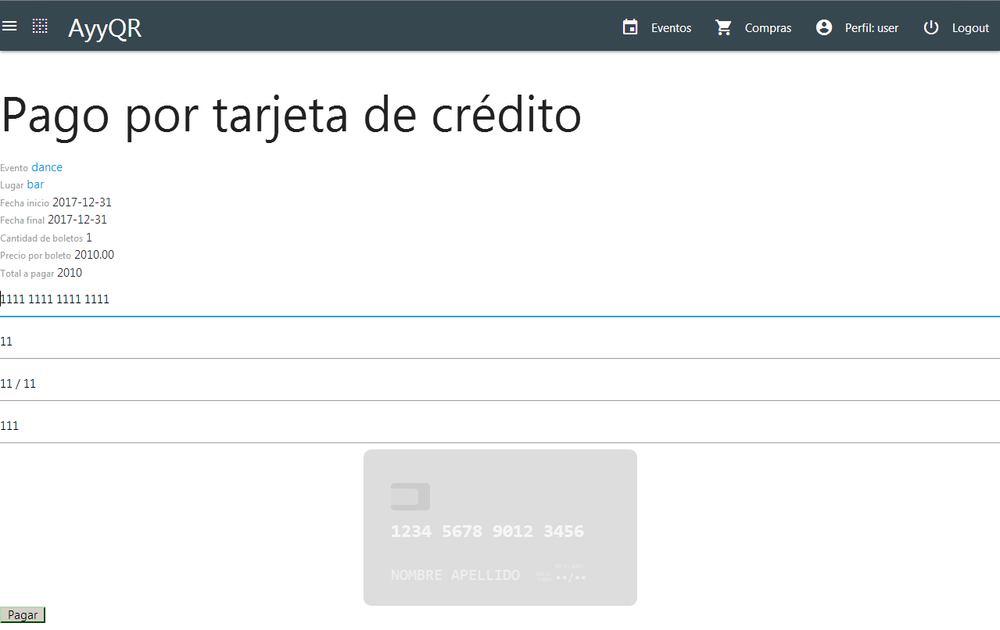 AyyQR
Eventos
Compras
Perfil: user
Logout
Pago por tarjeta de crédito
Evento dance
Lugar bar
Fecha inicio 2017-12-31
Fecha final 2017-12-31
Cantidad de boletos 1
Precio por boleto 2010.00
Total a pagar 2010
1111 1111 1111 1111
11
11 / 11
111
1234 5678 9012 3456
NOMBRE APELLIDO ••/••
Pagar